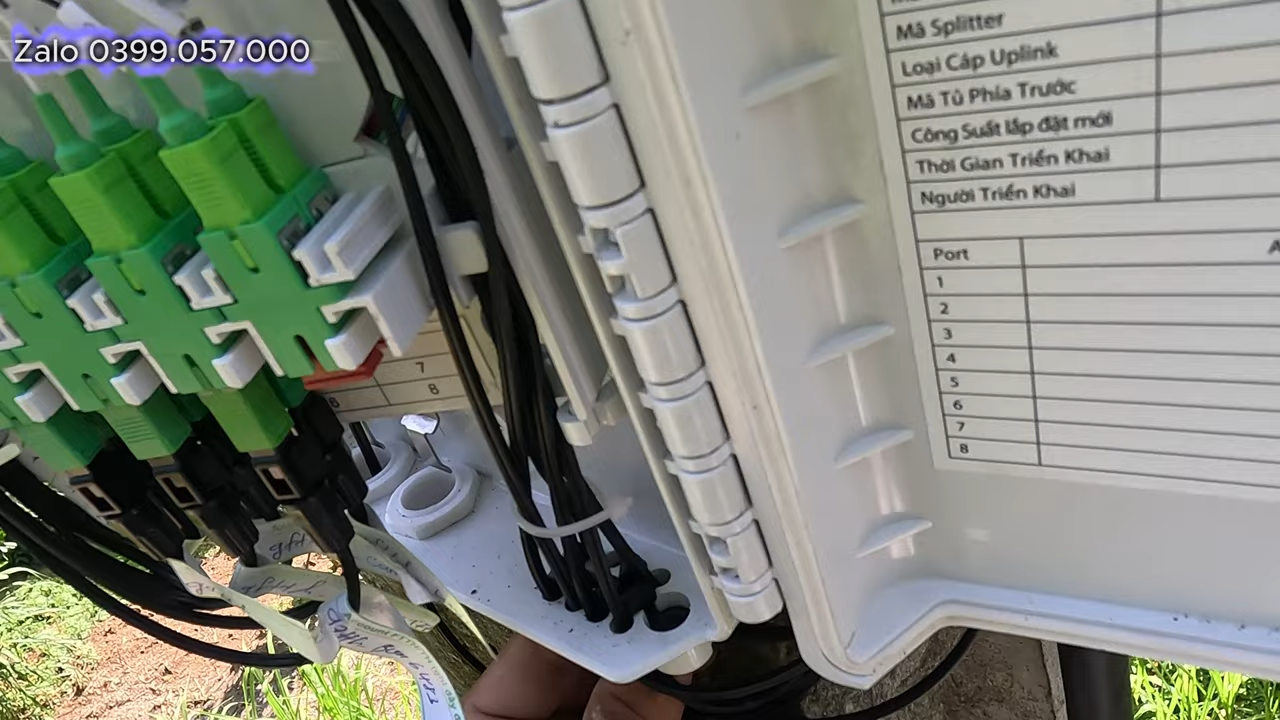 Zalo 0399.057.000
Mã Splitter
Loại Cáp Uplink
Mã Tủ Phía Trước
Công Suất lắp đặt mới
Thời Gian Triển Khai
Người Triển Khai
Port
1
2
3
4
5
6
7
8
7
8